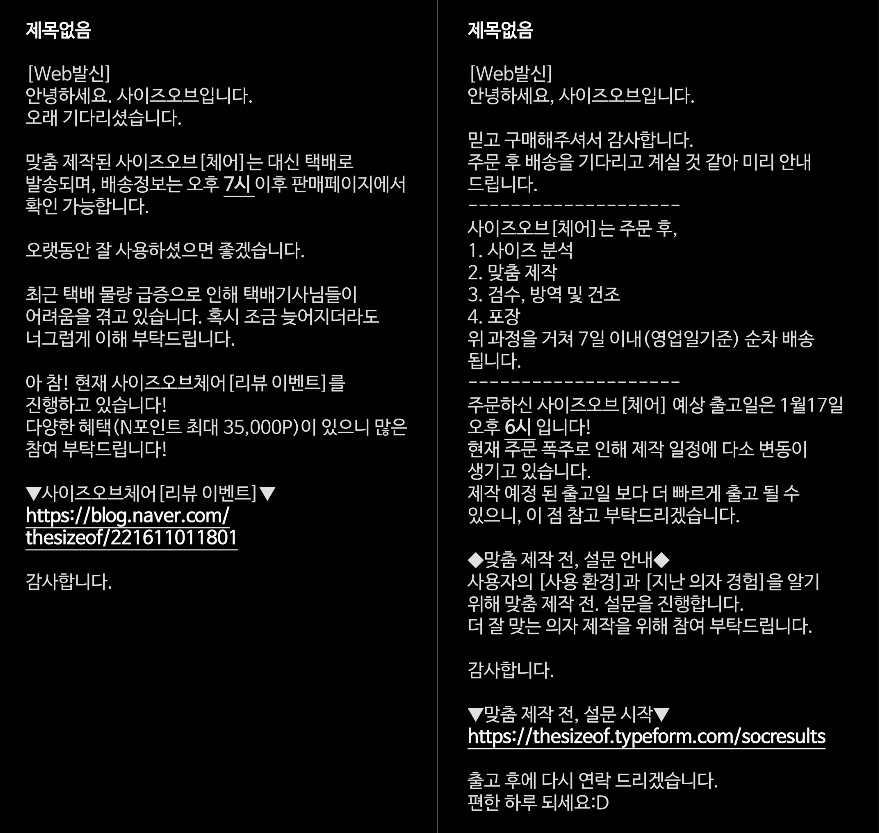 제목없음
[Web발신]
안녕하세요. 사이즈오브입니다.
오래 기다리셨습니다.
맞춤 제작된 사이즈오브[체어]는 대신 택배로
발송되며, 배송정보는 오후 7시 이후 판매페이지에서
확인 가능합니다.
오랫동안 잘 사용하셨으면 좋겠습니다.
최근 택배 물량 급증으로 인해 택배기사님들이
어려움을 겪고 있습니다. 혹시 조금 늦어지더라도
너그럽게 이해 부탁드립니다.
아 참! 현재 사이즈오브체어[리뷰 이벤트]를
진행하고 있습니다!
다양한 혜택(N포인트 최대 35,000P)이 있으니 많은
참여 부탁드립니다!
▼사이즈오브체어[리뷰 이벤트]▼
https://blog.naver.com/
thesizeof/221611011801
감사합니다.
제목없음
[Web발신]
안녕하세요, 사이즈오브입니다.
믿고 구매해주셔서 감사합니다.
주문 후 배송을 기다리고 계실 것 같아 미리 안내
드립니다.
--------------------
사이즈오브[체어]는 주문 후,
1. 사이즈 분석
2. 맞춤 제작
3. 검수, 방역 및 건조
4. 포장
위 과정을 거쳐 7일 이내(영업일기준) 순차 배송
됩니다.
--------------------
주문하신 사이즈오브[체어] 예상 출고일은 1월17일
오후 6시 입니다!
현재 주문 폭주로 인해 제작 일정에 다소 변동이
생기고 있습니다.
제작 예정 된 출고일 보다 더 빠르게 출고 될 수
있으니, 이 점 참고 부탁드리겠습니다.
◆맞춤 제작 전, 설문 안내◆
사용자의 [사용 환경]과 [지난 의자 경험]을 알기
위해 맞춤 제작 전. 설문을 진행합니다.
더 잘 맞는 의자 제작을 위해 참여 부탁드립니다.
감사합니다.
▼맞춤 제작 전, 설문 시작▼
https://thesizeof.typeform.com/socresults
출고 후에 다시 연락 드리겠습니다.
편한 하루 되세요:D